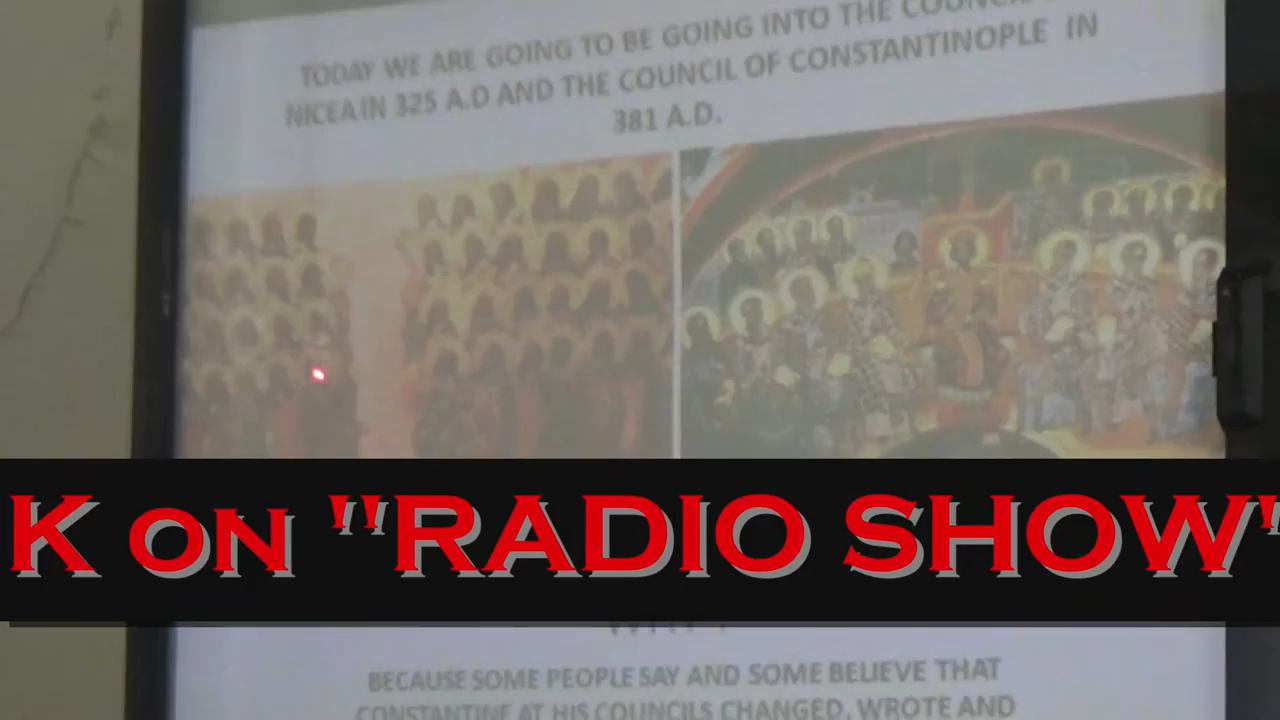 TODAY WE ARE GOING TO BE GOING INTO THE COUNCIL
NICEA IN 325 A.D AND THE COUNCIL OF CONSTANTINOPLE IN
381 A.D.
K ON "RADIO SHOW"
BECAUSE SOME PEOPLE SAY AND SOME BELIEVE THAT
CONSTANTINE AT HIS COUNCILS CHANGED, WROTE AND